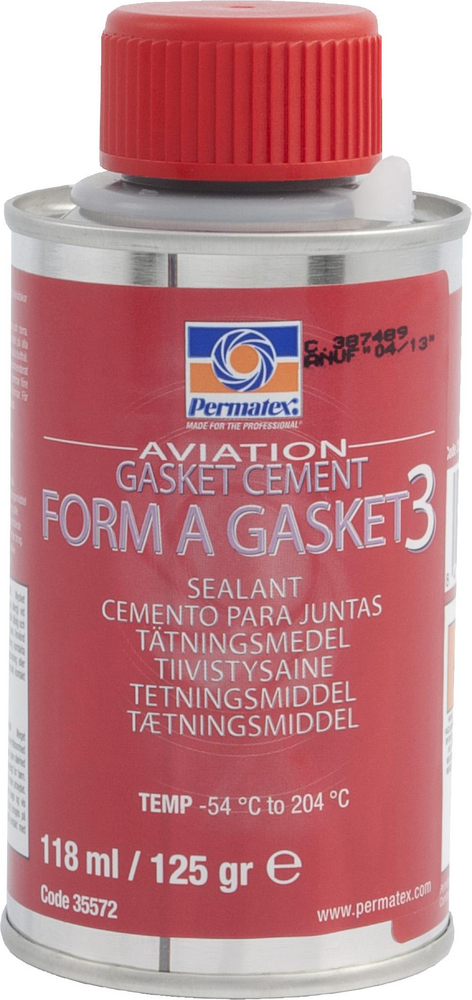 C. 387489
ANUF "04/13"
Permatex®
MADE FOR THE PROFESSIONAL®
AVIATION
GASKET CEMENT
FORM A GASKET 3
SEALANT
CEMENTO PARA JUNTAS
TÄTNINGSMEDEL
TIIVISTYSAINE
TETNINGSMIDDEL
TÆTNINGSMIDDEL
TEMP -54 °C to 204 °C
118 ml / 125 gr ℮
Code 35572
www.permatex.com